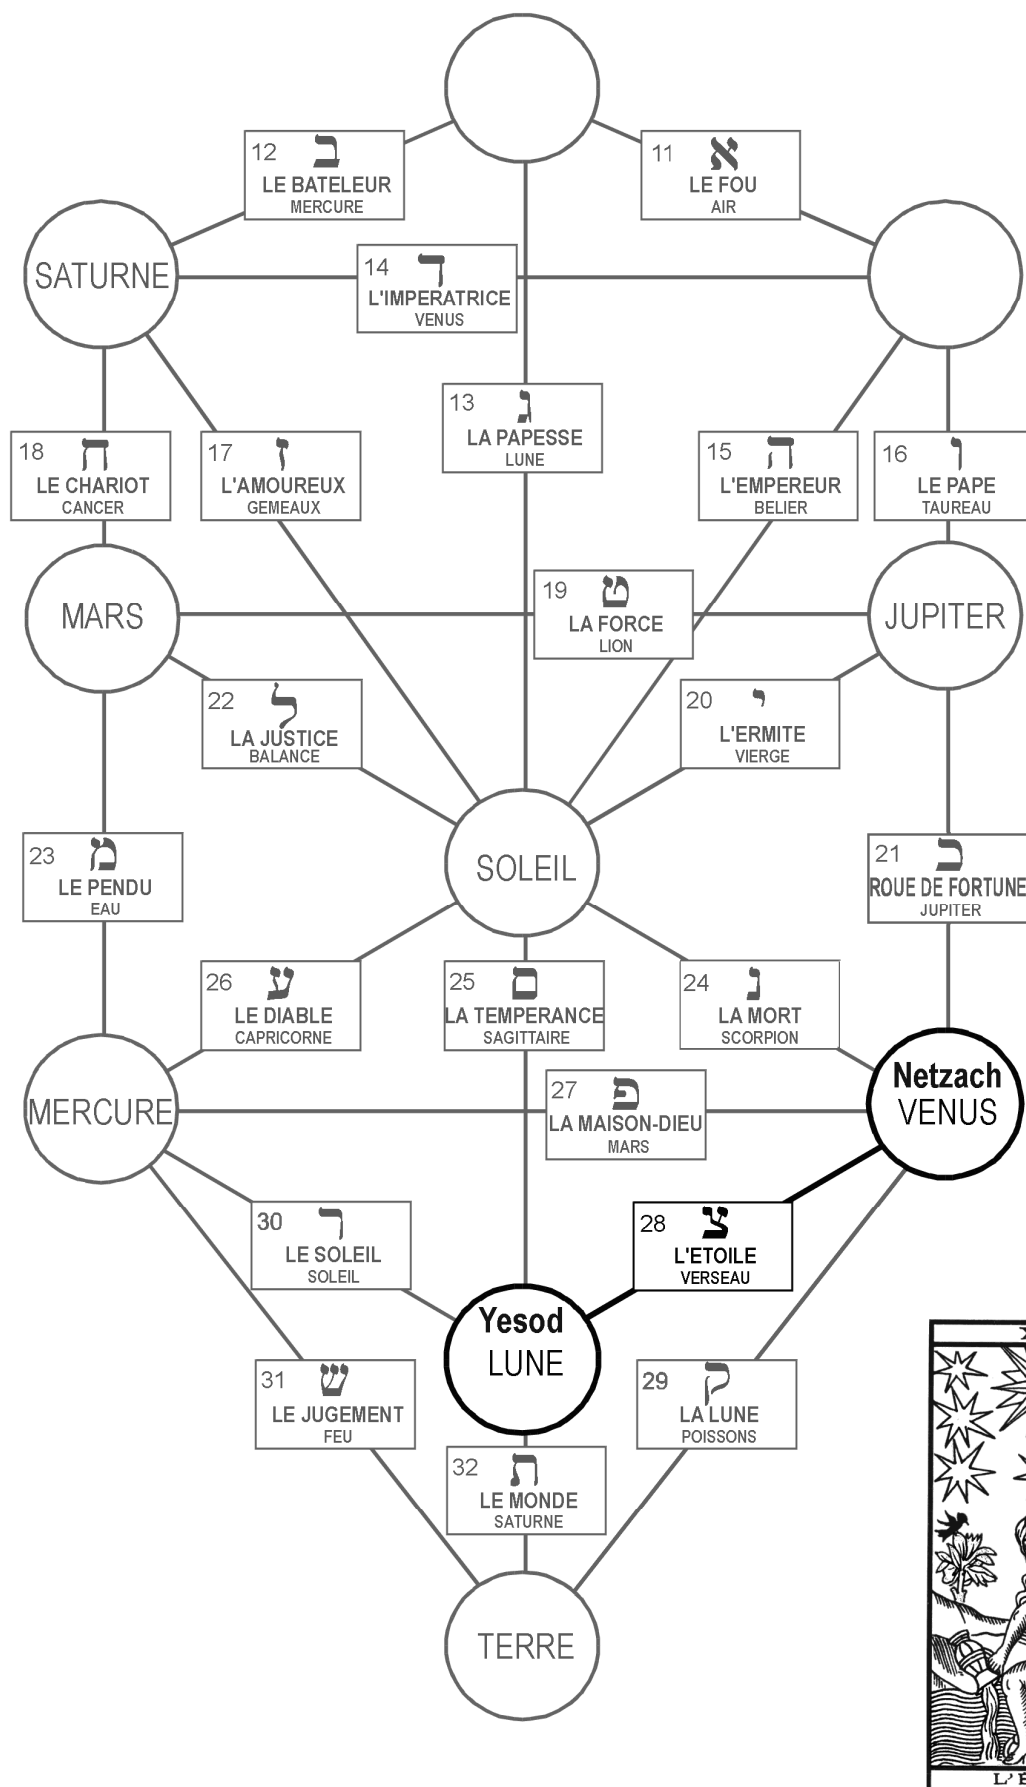 12 ב
LE BATELEUR
MERCURE
11 א
LE FOU
AIR
SATURNE
14 ד
L'IMPERATRICE
VENUS
13 ג
LA PAPESSE
LUNE
18 ח
LE CHARIOT
CANCER
17 ז
L'AMOUREUX
GEMEAUX
15 ה
L'EMPEREUR
BELIER
16 ו
LE PAPE
TAUREAU
MARS
19 ט
LA FORCE
LION
JUPITER
22 ל
LA JUSTICE
BALANCE
20 י
L'ERMITE
VIERGE
23 מ
LE PENDU
EAU
SOLEIL
21 כ
ROUE DE FORTUNE
JUPITER
26 ע
LE DIABLE
CAPRICORNE
25 ם
LA TEMPERANCE
SAGITTAIRE
24 נ
LA MORT
SCORPION
MERCURE
27 פ
LA MAISON-DIEU
MARS
Netzach
VENUS
30 ר
LE SOLEIL
SOLEIL
28 צ
L'ETOILE
VERSEAU
Yesod
LUNE
31 ש
LE JUGEMENT
FEU
29 ק
LA LUNE
POISSONS
32 ת
LE MONDE
SATURNE
TERRE